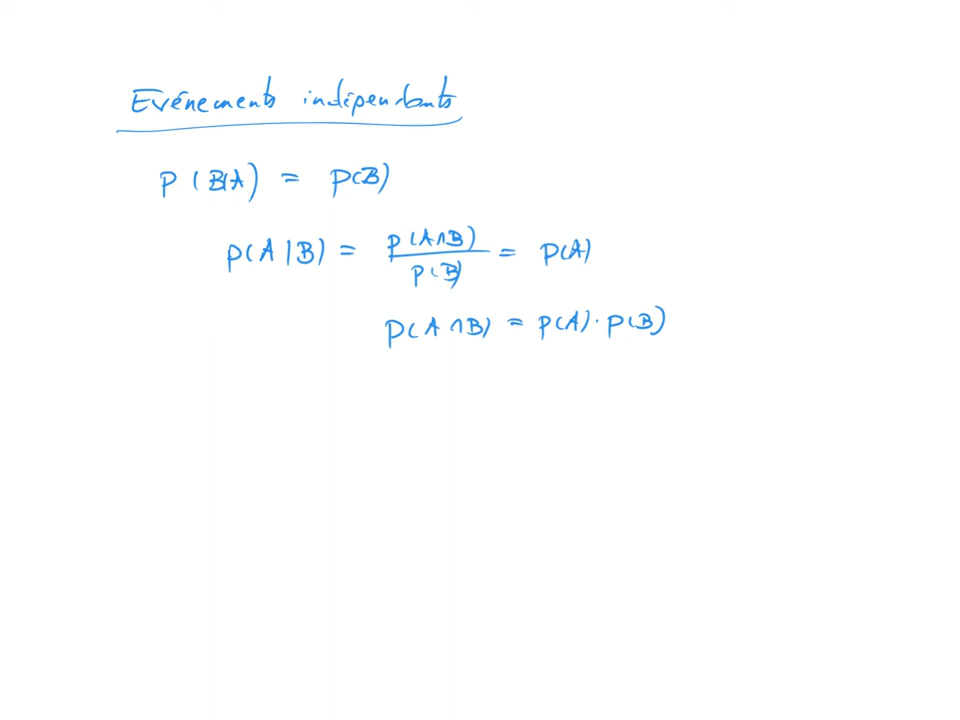 Evénements indépendants
P(B|A) = P(B)
P(A|B) = P(A∩B)/P(B) = P(A)
P(A∩B) = P(A)·P(B)